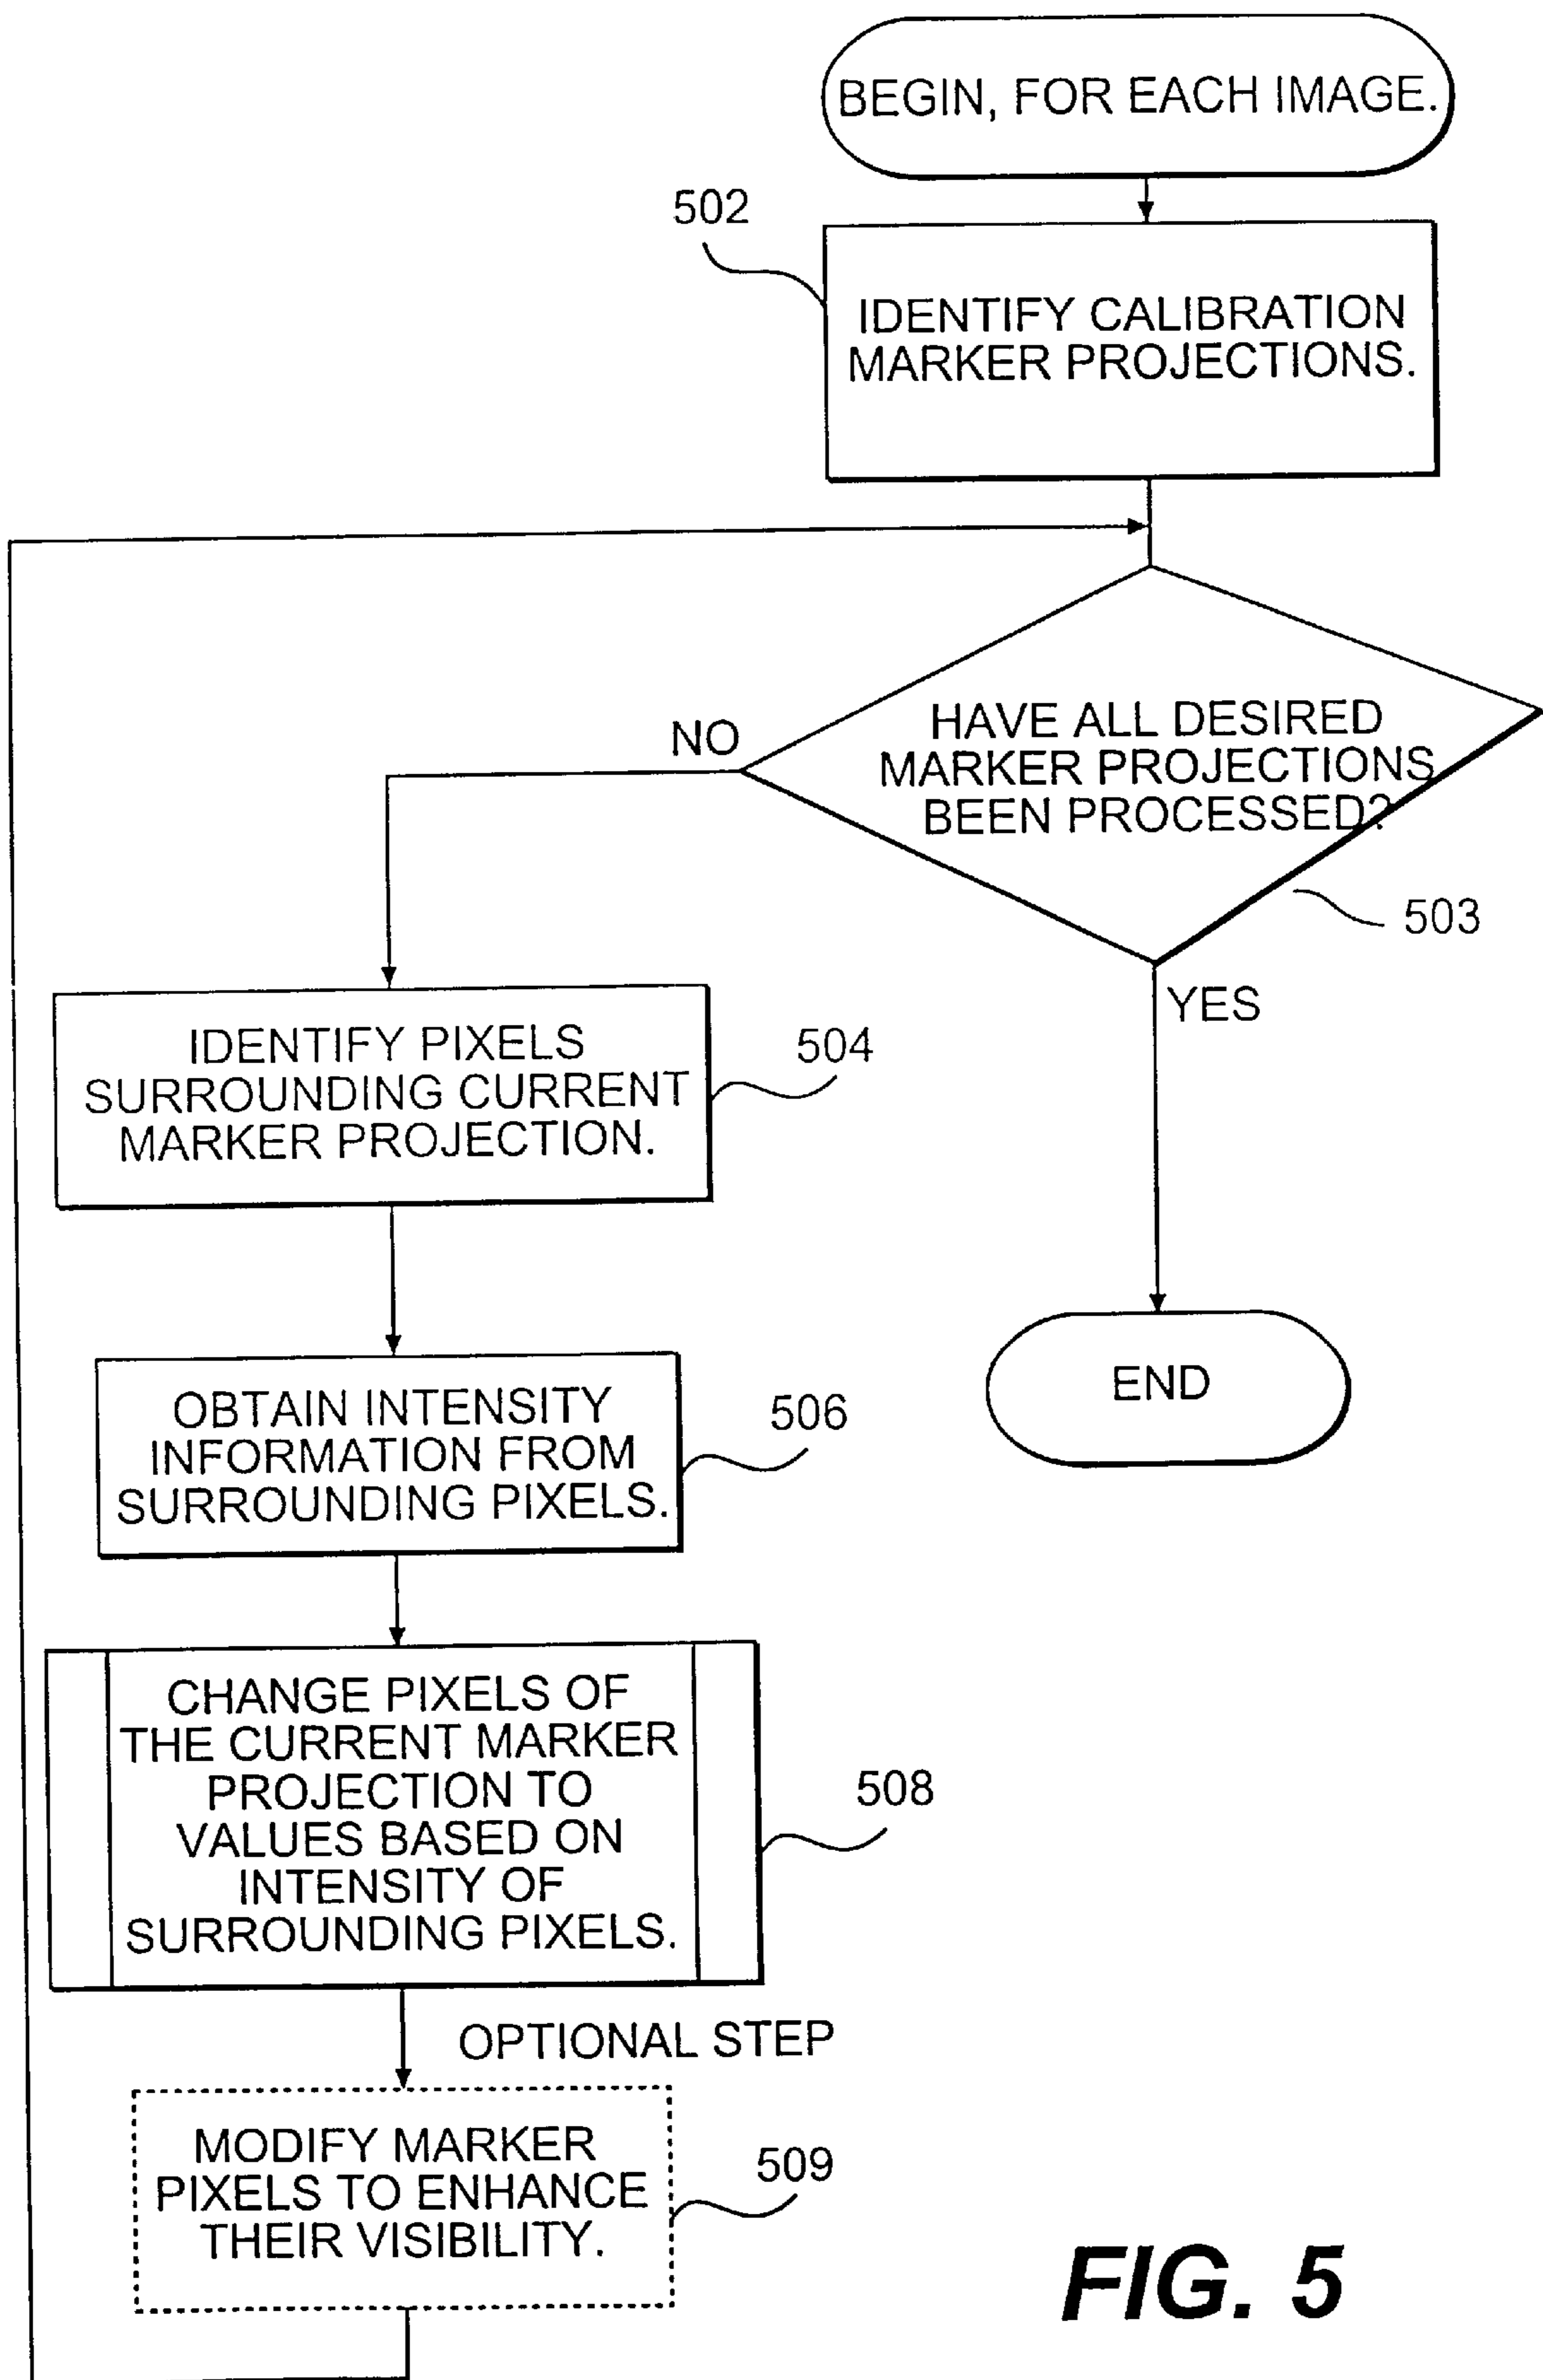 BEGIN, FOR EACH IMAGE.
502
IDENTIFY CALIBRATION
MARKER PROJECTIONS.
NO
HAVE ALL DESIRED
MARKER PROJECTIONS
BEEN PROCESSED?
503
YES
IDENTIFY PIXELS
SURROUNDING CURRENT
MARKER PROJECTION.
504
END
OBTAIN INTENSITY
INFORMATION FROM
SURROUNDING PIXELS.
506
CHANGE PIXELS OF
THE CURRENT MARKER
PROJECTION TO
VALUES BASED ON
INTENSITY OF
SURROUNDING PIXELS.
508
OPTIONAL STEP
MODIFY MARKER
PIXELS TO ENHANCE
THEIR VISIBILITY.
509
FIG. 5